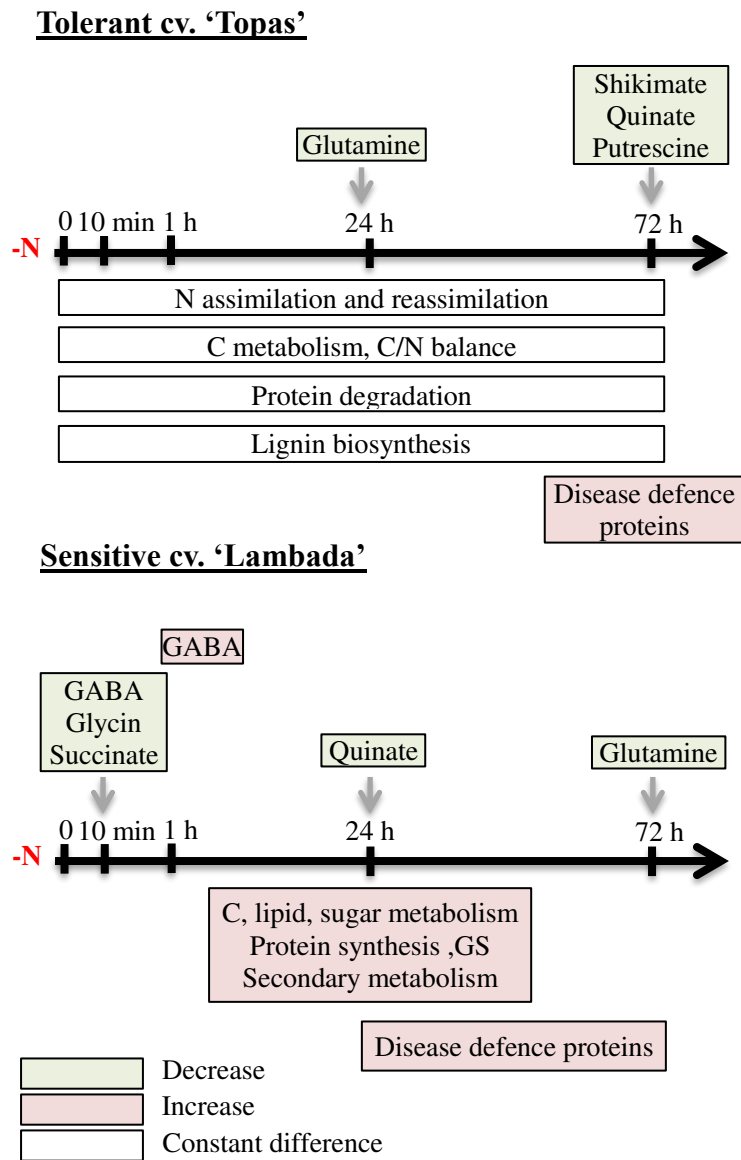 Tolerant cv. ‘Topas’
Shikimate
Quinate
Putrescine
Glutamine
0 10 min 1 h 24 h 72 h
-N
N assimilation and reassimilation
C metabolism, C/N balance
Protein degradation
Lignin biosynthesis
Disease defence
proteins
Sensitive cv. ‘Lambada’
GABA
GABA
Glycin
Succinate
Quinate
Glutamine
0 10 min 1 h 24 h 72 h
-N
C, lipid, sugar metabolism
Protein synthesis ,GS
Secondary metabolism
Disease defence proteins
Decrease
Increase
Constant difference